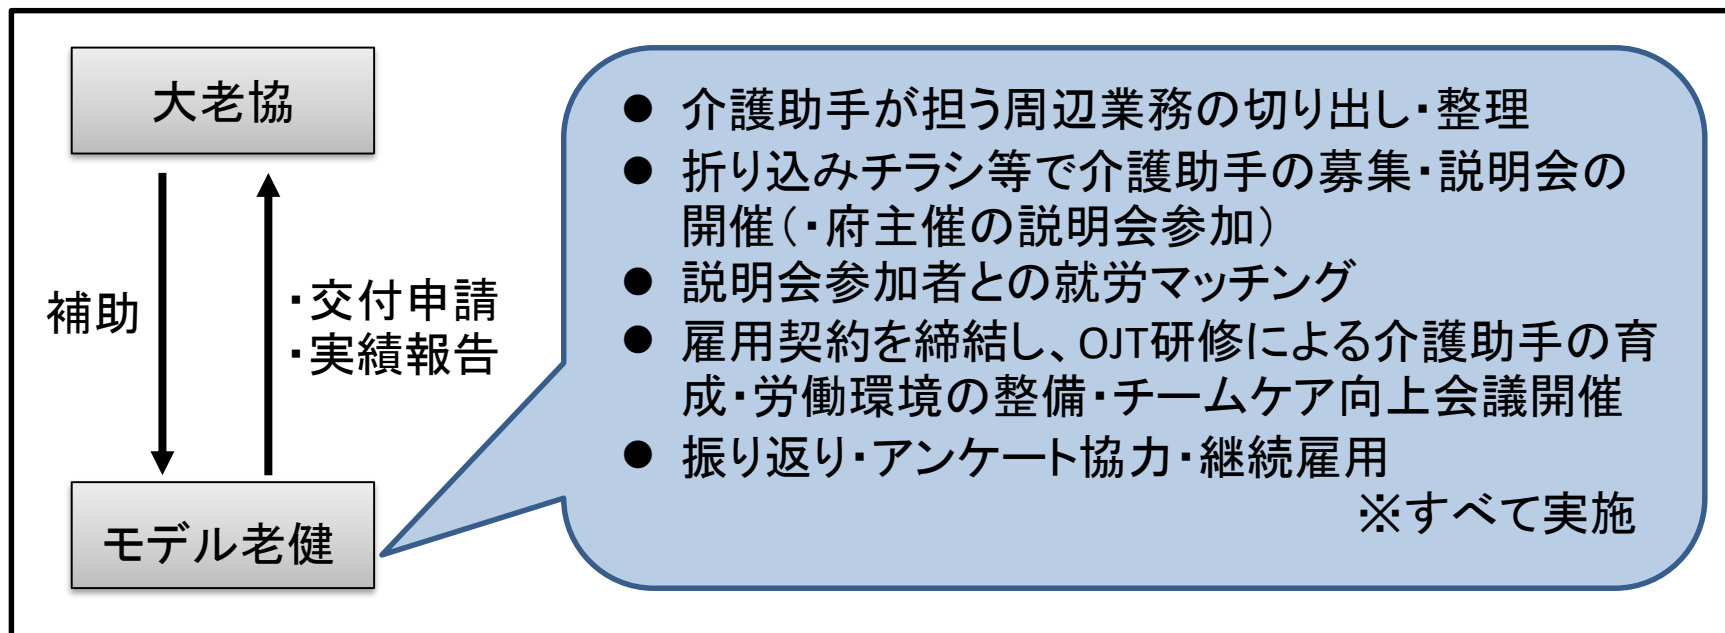 大老協
補助
・交付申請
・実績報告
モデル老健
● 介護助手が担う周辺業務の切り出し・整理
● 折り込みチラシ等で介護助手の募集・説明会の
開催(・府主催の説明会参加)
● 説明会参加者との就労マッチング
● 雇用契約を締結し、OJT研修による介護助手の育
成・労働環境の整備・チームケア向上会議開催
● 振り返り・アンケート協力・継続雇用
※すべて実施